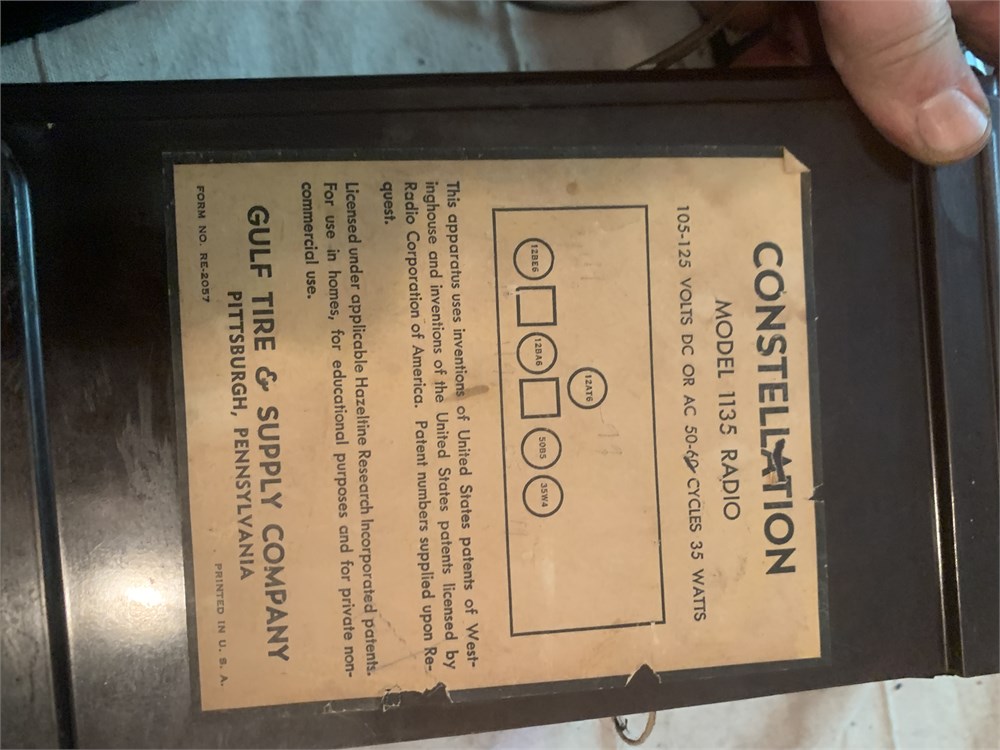 CONSTELLATION
MODEL 1135 RADIO
105-125 VOLTS DC OR AC 50-60 CYCLES 35 WATTS
12AT6
12BE6
12BA6
50B5
35W4
This apparatus uses inventions of United States patents of West-
inghouse and inventions of the United States patents licensed by
Radio Corporation of America. Patent numbers supplied upon Re-
quest.
Licensed under applicable Hazeltine Research Incorporated patents.
For use in homes, for educational purposes and for private non-
commercial use.
GULF TIRE & SUPPLY COMPANY
PITTSBURGH, PENNSYLVANIA
FORM NO. RE-2057
PRINTED IN U. S. A.